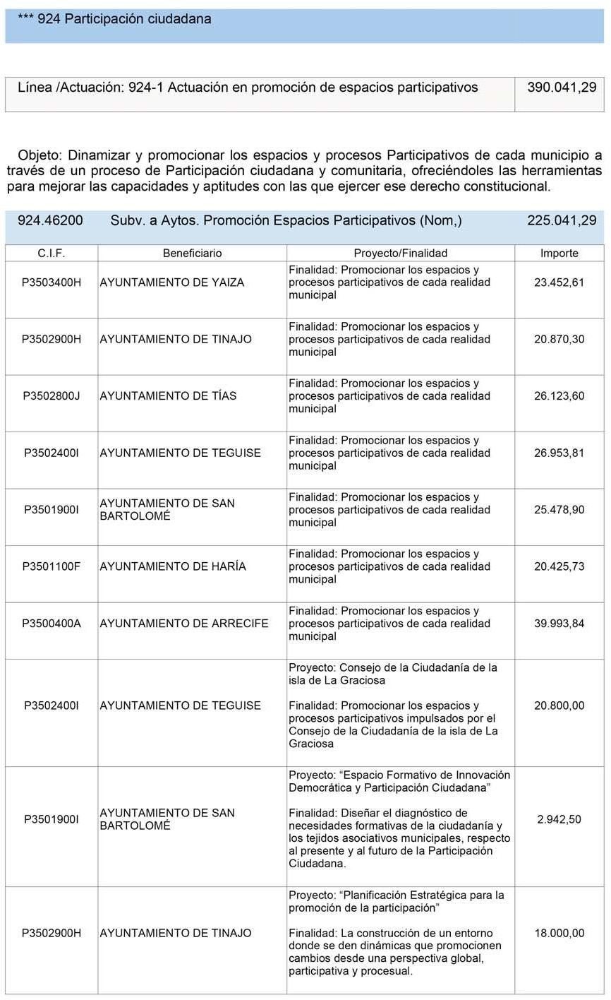 *** 924 Participación ciudadana
Línea /Actuación: 924-1 Actuación en promoción de espacios participativos 390.041,29
Objeto: Dinamizar y promocionar los espacios y procesos Participativos de cada municipio a
través de un proceso de Participación ciudadana y comunitaria, ofreciéndoles las herramientas
para mejorar las capacidades y aptitudes con las que ejercer ese derecho constitucional.
924.46200 Subv. a Aytos. Promoción Espacios Participativos (Nom,) 225.041,29
C.I.F. Beneficiario Proyecto/Finalidad Importe
P3503400H AYUNTAMIENTO DE YAIZA
Finalidad: Promocionar los espacios y
procesos participativos de cada realidad
municipal
23.452,61
P3502900H AYUNTAMIENTO DE TINAJO
Finalidad: Promocionar los espacios y
procesos participativos de cada realidad
municipal
20.870,30
P3502800J AYUNTAMIENTO DE TÍAS
Finalidad: Promocionar los espacios y
procesos participativos de cada realidad
municipal
26.123,60
P3502400I AYUNTAMIENTO DE TEGUISE
Finalidad: Promocionar los espacios y
procesos participativos de cada realidad
municipal
26.953,81
P3501900I
AYUNTAMIENTO DE SAN
BARTOLOMÉ
Finalidad: Promocionar los espacios y
procesos participativos de cada realidad
municipal
25.478,90
P3501100F AYUNTAMIENTO DE HARÍA
Finalidad: Promocionar los espacios y
procesos participativos de cada realidad
municipal
20.425,73
P3500400A AYUNTAMIENTO DE ARRECIFE
Finalidad: Promocionar los espacios y
procesos participativos de cada realidad
municipal
39.993,84
P3502400I AYUNTAMIENTO DE TEGUISE
Proyecto: Consejo de la Ciudadanía de la
isla de La Graciosa
Finalidad: Promocionar los espacios y
procesos participativos impulsados por el
Consejo de la Ciudadanía de la isla de La
Graciosa
20.800,00
P3501900I
AYUNTAMIENTO DE SAN
BARTOLOMÉ
Proyecto: “Espacio Formativo de Innovación
Democrática y Participación Ciudadana”
Finalidad: Diseñar el diagnóstico de
necesidades formativas de la ciudadanía y
los tejidos asociativos municipales, respecto
al presente y al futuro de la Participación
Ciudadana.
2.942,50
P3502900H AYUNTAMIENTO DE TINAJO
Proyecto: “Planificación Estratégica para la
promoción de la participación”
Finalidad: La construcción de un entorno
donde se den dinámicas que promocionen
cambios desde una perspectiva global,
participativa y procesual.
18.000,00